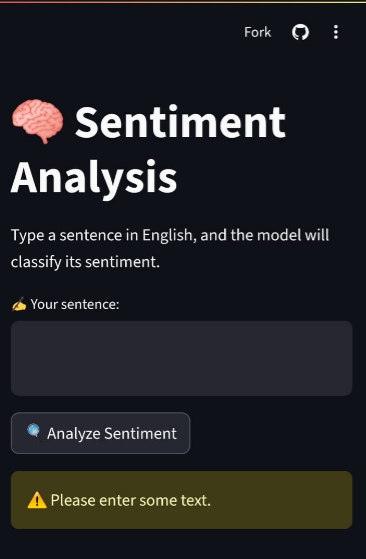 Fork
🧠 Sentiment
Analysis
Type a sentence in English, and the model will
classify its sentiment.
✍️ Your sentence:
🔍 Analyze Sentiment
⚠️ Please enter some text.